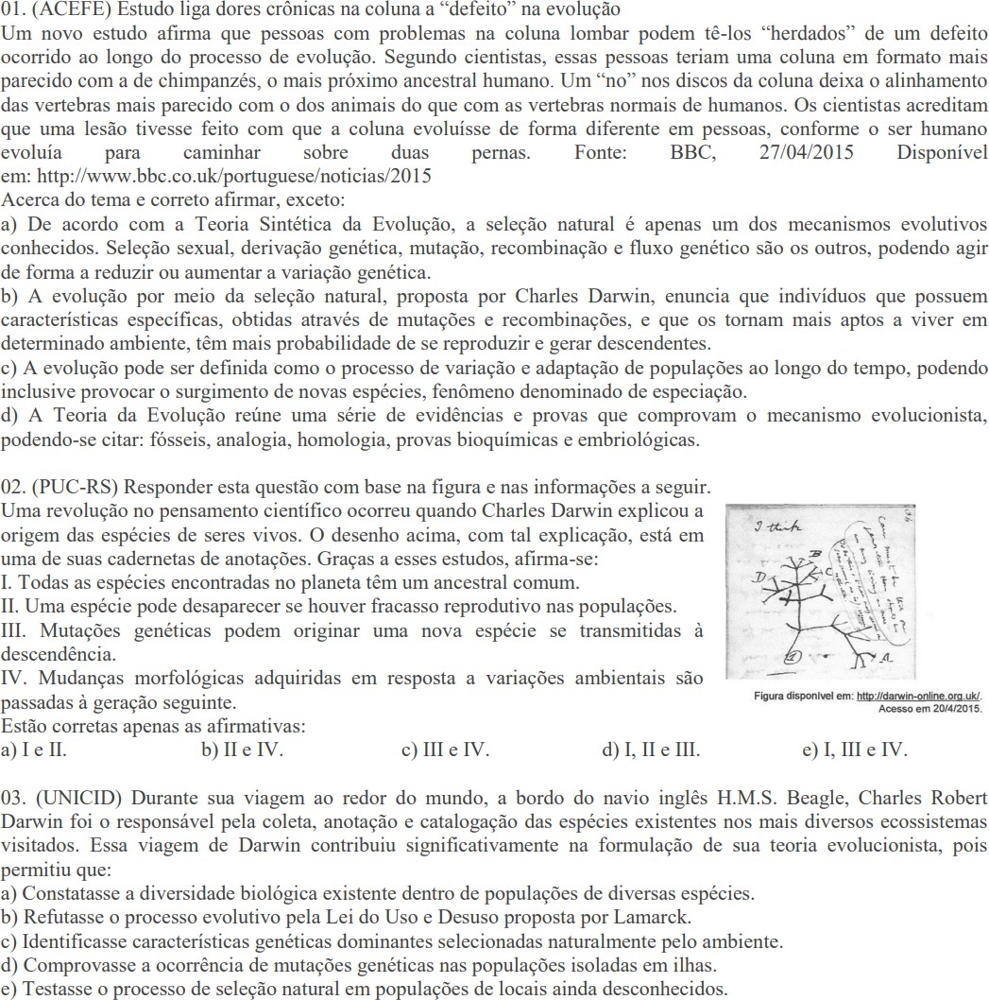 01. (ACEFE) Estudo liga dores crônicas na coluna a “defeito” na evolução
Um novo estudo afirma que pessoas com problemas na coluna lombar podem tê-los “herdados” de um defeito
ocorrido ao longo do processo de evolução. Segundo cientistas, essas pessoas teriam uma coluna em formato mais
parecido com a de chimpanzés, o mais próximo ancestral humano. Um “no” nos discos da coluna deixa o alinhamento
das vertebras mais parecido com o dos animais do que com as vertebras normais de humanos. Os cientistas acreditam
que uma lesão tivesse feito com que a coluna evoluísse de forma diferente em pessoas, conforme o ser humano
evoluía para caminhar sobre duas pernas. Fonte: BBC, 27/04/2015 Disponível
em: http://www.bbc.co.uk/portuguese/noticias/2015
Acerca do tema e correto afirmar, exceto:
a) De acordo com a Teoria Sintética da Evolução, a seleção natural é apenas um dos mecanismos evolutivos
conhecidos. Seleção sexual, derivação genética, mutação, recombinação e fluxo genético são os outros, podendo agir
de forma a reduzir ou aumentar a variação genética.
b) A evolução por meio da seleção natural, proposta por Charles Darwin, enuncia que indivíduos que possuem
características específicas, obtidas através de mutações e recombinações, e que os tornam mais aptos a viver em
determinado ambiente, têm mais probabilidade de se reproduzir e gerar descendentes.
c) A evolução pode ser definida como o processo de variação e adaptação de populações ao longo do tempo, podendo
inclusive provocar o surgimento de novas espécies, fenômeno denominado de especiação.
d) A Teoria da Evolução reúne uma série de evidências e provas que comprovam o mecanismo evolucionista,
podendo-se citar: fósseis, analogia, homologia, provas bioquímicas e embriológicas.
02. (PUC-RS) Responder esta questão com base na figura e nas informações a seguir.
Uma revolução no pensamento científico ocorreu quando Charles Darwin explicou a
origem das espécies de seres vivos. O desenho acima, com tal explicação, está em
uma de suas cadernetas de anotações. Graças a esses estudos, afirma-se:
I. Todas as espécies encontradas no planeta têm um ancestral comum.
II. Uma espécie pode desaparecer se houver fracasso reprodutivo nas populações.
III. Mutações genéticas podem originar uma nova espécie se transmitidas à
descendência.
IV. Mudanças morfológicas adquiridas em resposta a variações ambientais são
passadas à geração seguinte.
I think
B
D
C
A
1
Figura disponível em: http://darwin-online.org.uk/.
Acesso em 20/4/2015.
Estão corretas apenas as afirmativas:
a) I e II. b) II e IV. c) III e IV. d) I, II e III. e) I, III e IV.
03. (UNICID) Durante sua viagem ao redor do mundo, a bordo do navio inglês H.M.S. Beagle, Charles Robert
Darwin foi o responsável pela coleta, anotação e catalogação das espécies existentes nos mais diversos ecossistemas
visitados. Essa viagem de Darwin contribuiu significativamente na formulação de sua teoria evolucionista, pois
permitiu que:
a) Constatasse a diversidade biológica existente dentro de populações de diversas espécies.
b) Refutasse o processo evolutivo pela Lei do Uso e Desuso proposta por Lamarck.
c) Identificasse características genéticas dominantes selecionadas naturalmente pelo ambiente.
d) Comprovasse a ocorrência de mutações genéticas nas populações isoladas em ilhas.
e) Testasse o processo de seleção natural em populações de locais ainda desconhecidos.